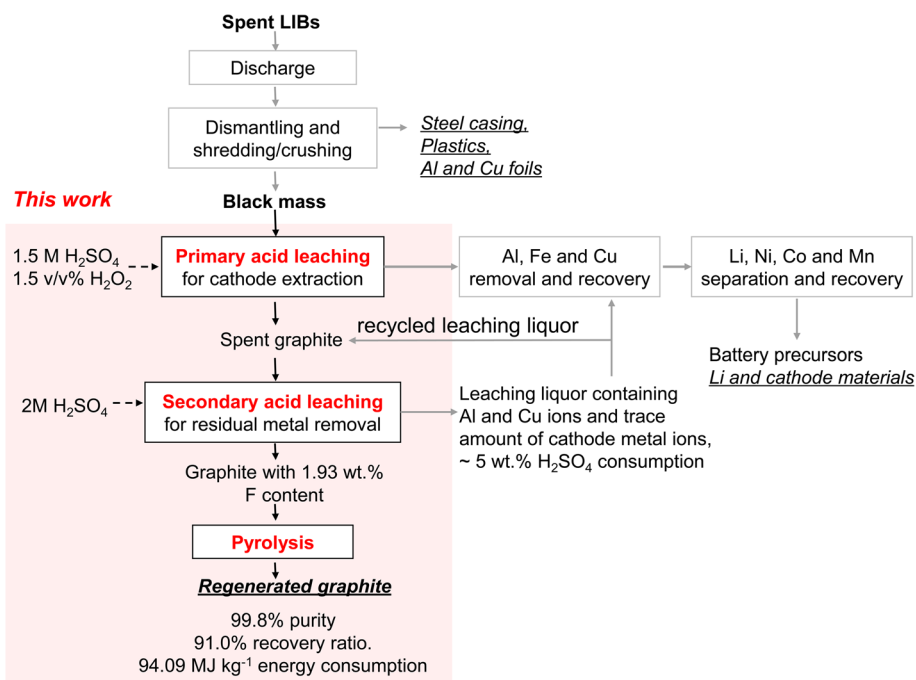 Spent LIBs
Discharge
Dismantling and
shredding/crushing
Steel casing,
Plastics,
Al and Cu foils
This work
Black mass
1.5 M H₂SO₄
1.5 v/v% H₂O₂
Primary acid leaching
for cathode extraction
Al, Fe and Cu
removal and recovery
Li, Ni, Co and Mn
separation and recovery
recycled leaching liquor
Spent graphite
Battery precursors
Li and cathode materials
2M H₂SO₄
Secondary acid leaching
for residual metal removal
Leaching liquor containing
Al and Cu ions and trace
amount of cathode metal ions,
~ 5 wt.% H₂SO₄ consumption
Graphite with 1.93 wt.%
F content
Pyrolysis
Regenerated graphite
99.8% purity
91.0% recovery ratio.
94.09 MJ kg⁻¹ energy consumption